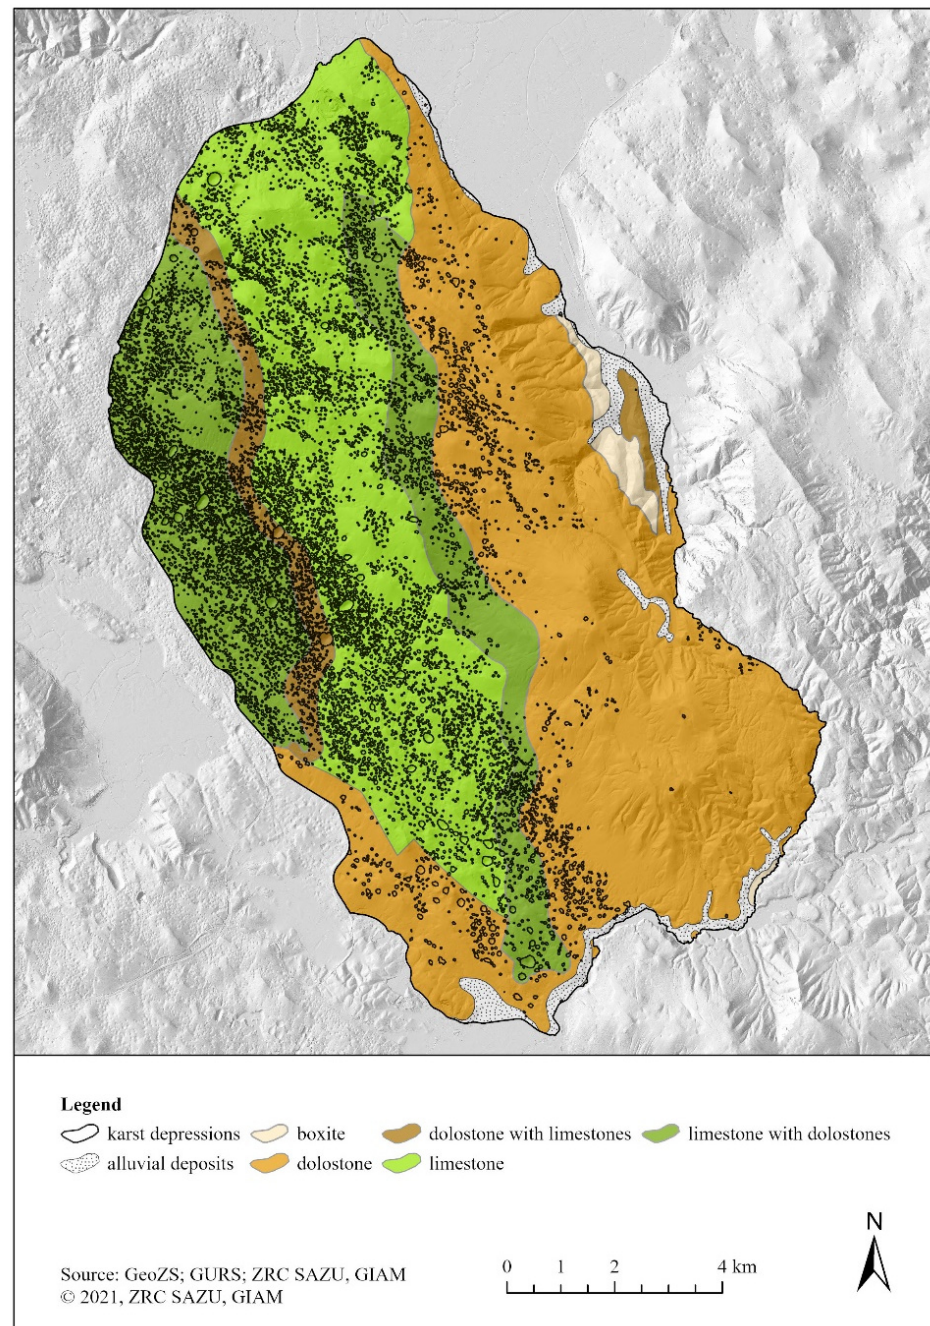 Legend
karst depressions boxite dolostone with limestones limestone with dolostones
alluvial deposits dolostone limestone
N
Source: GeoZS; GURS; ZRC SAZU, GIAM
© 2021, ZRC SAZU, GIAM
0 1 2 4 km